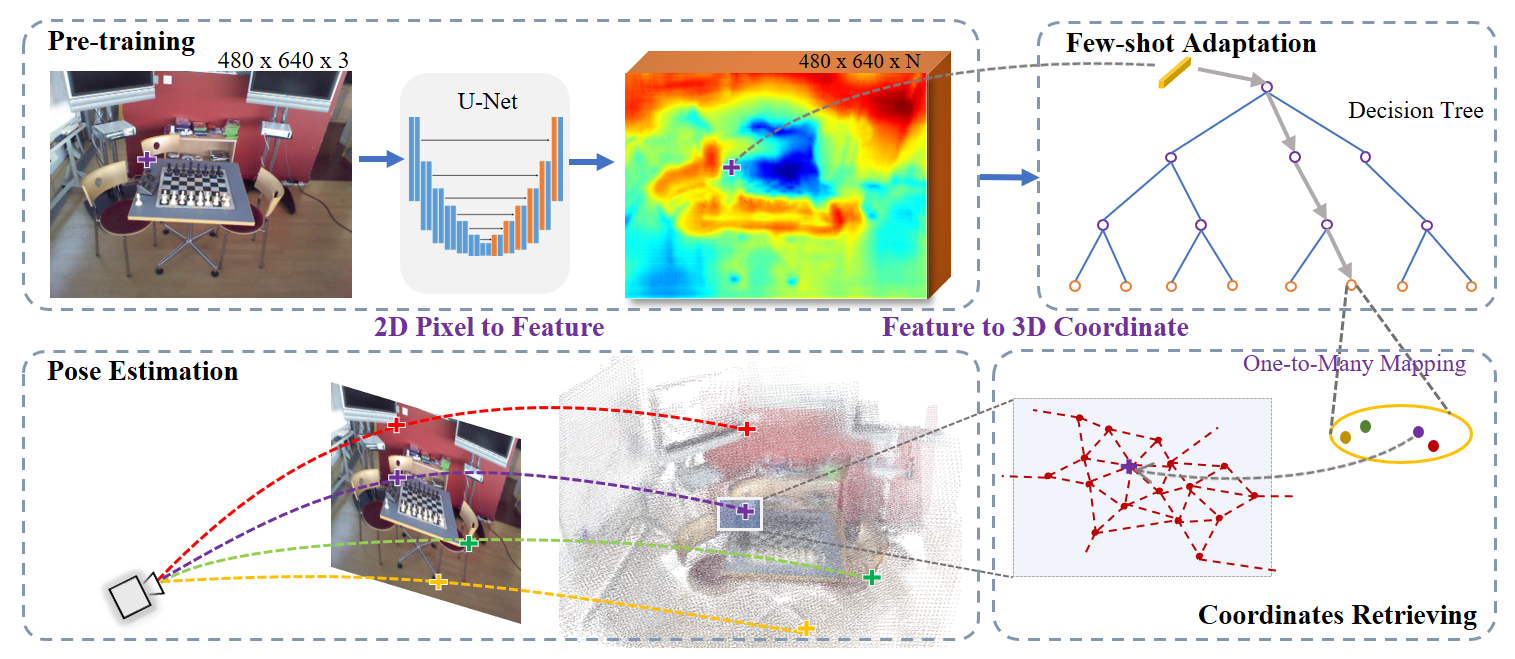 Pre-training
480 x 640 x 3
U-Net
480 x 640 x N
Few-shot Adaptation
Decision Tree
2D Pixel to Feature
Feature to 3D Coordinate
Pose Estimation
One-to-Many Mapping
Coordinates Retrieving